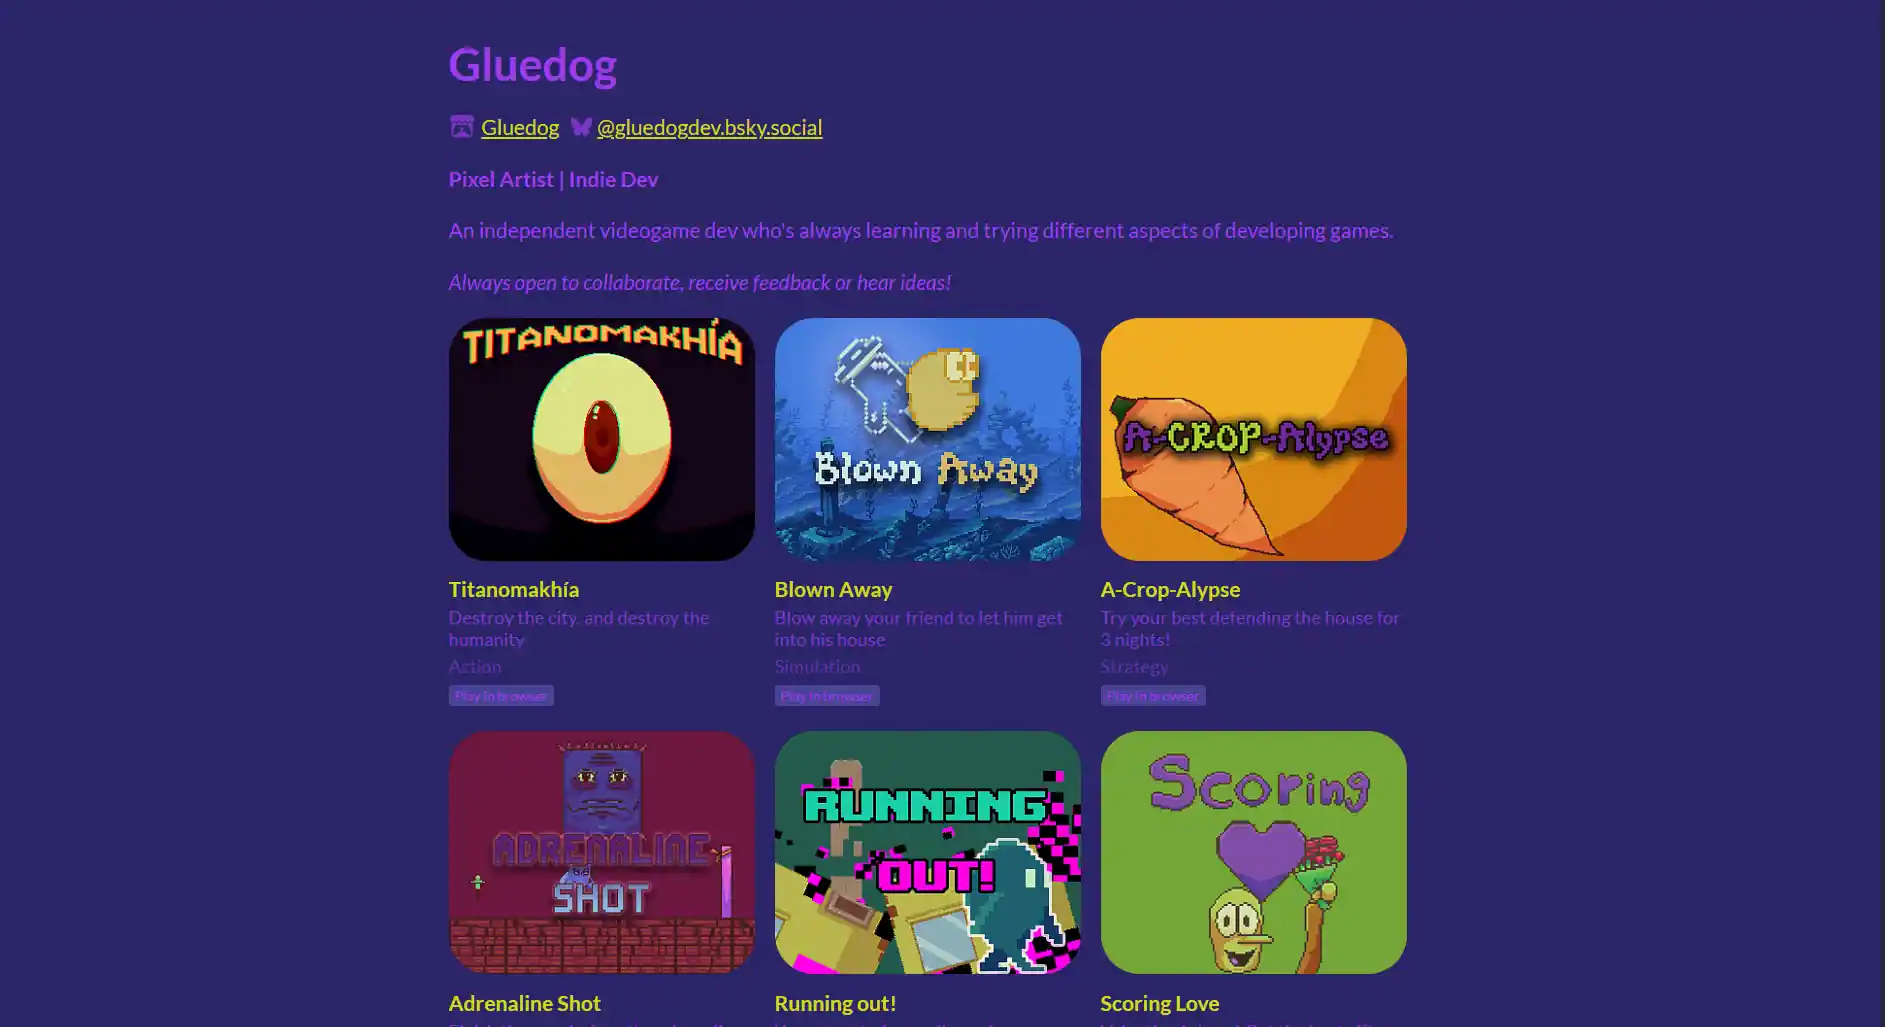 Gluedog
Gluedog @gluedogdev.bsky.social
Pixel Artist | Indie Dev
An independent videogame dev who's always learning and trying different aspects of developing games.
Always open to collaborate, receive feedback or hear ideas!
TITANOMAKHÍA
Blown Away
A-CROP-Alypse
Titanomakhía
Destroy the city, and destroy the
humanity
Action
Play in browser
Blown Away
Blow away your friend to let him get
into his house
Simulation
Play in browser
A-Crop-Alypse
Try your best defending the house for
3 nights!
Strategy
Play in browser
ADRENALINE
SHOT
RUNNING
OUT!
Scoring
Adrenaline Shot
Running out!
Scoring Love